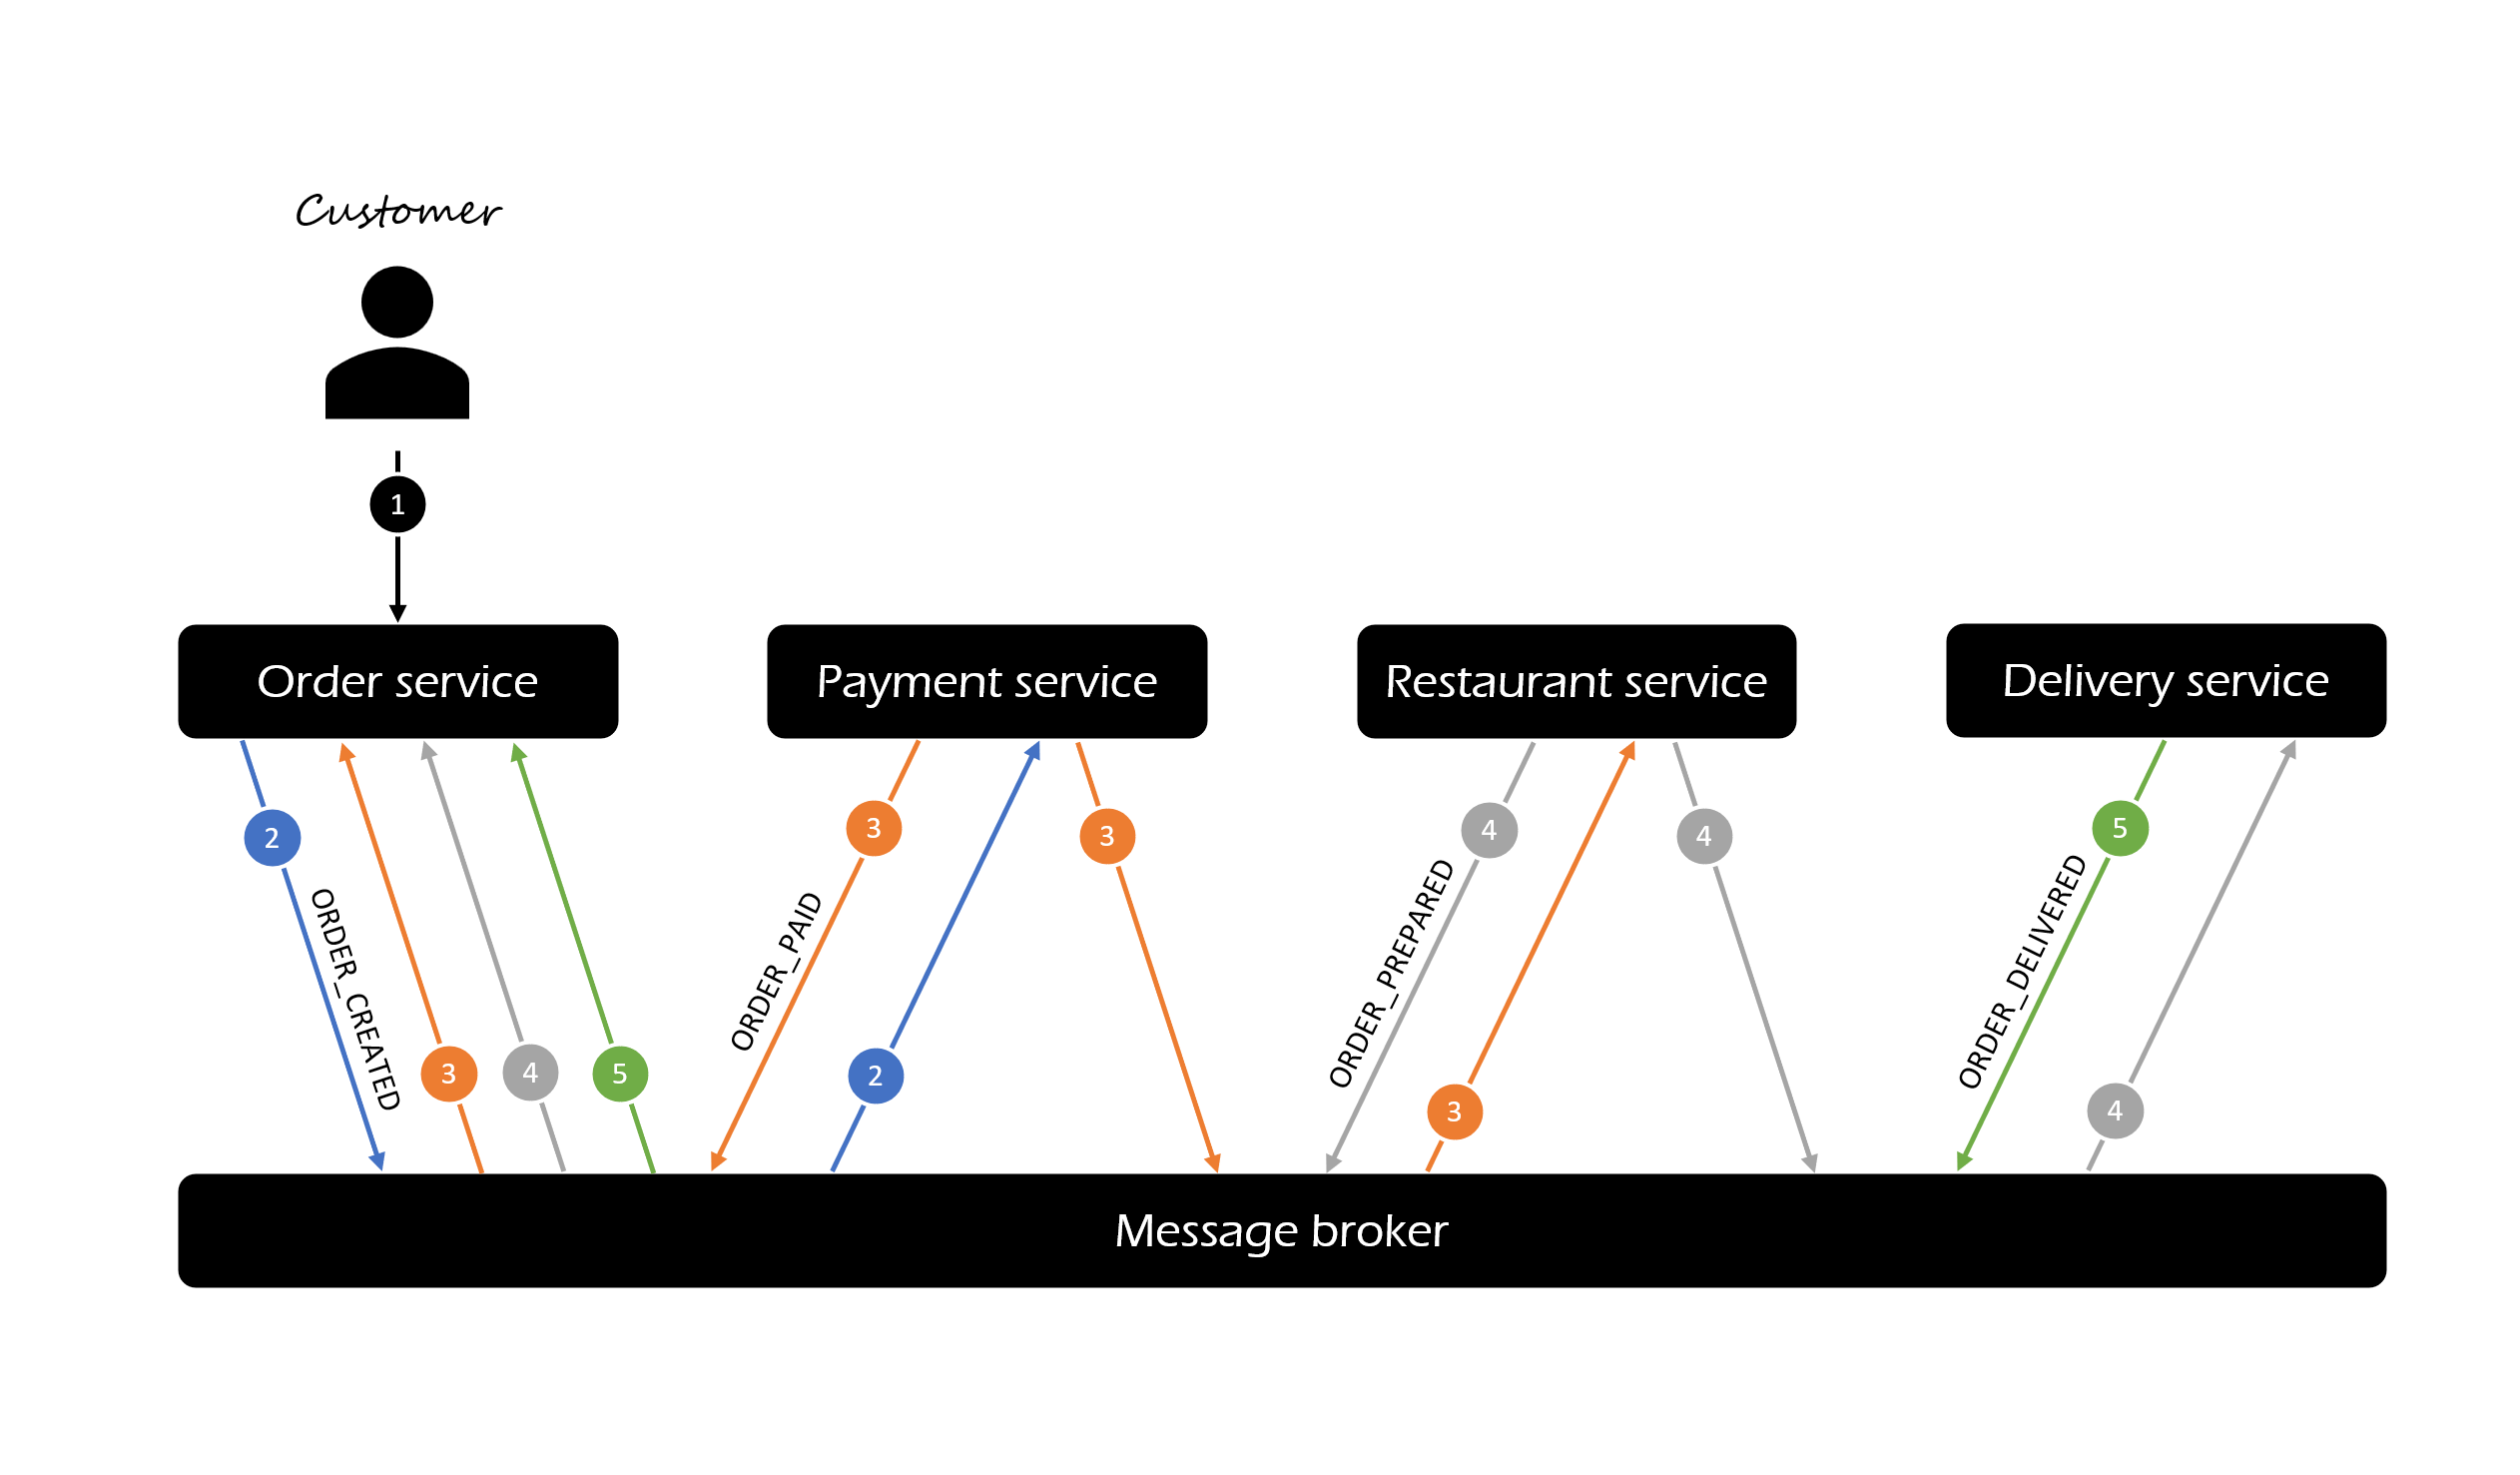 Customer
1
Order service
Payment service
Restaurant service
Delivery service
2
3
3
4
4
5
ORDER_CREATED
ORDER_PAID
ORDER_PREPARED
ORDER_DELIVERED
3
4
5
2
3
4
Message broker